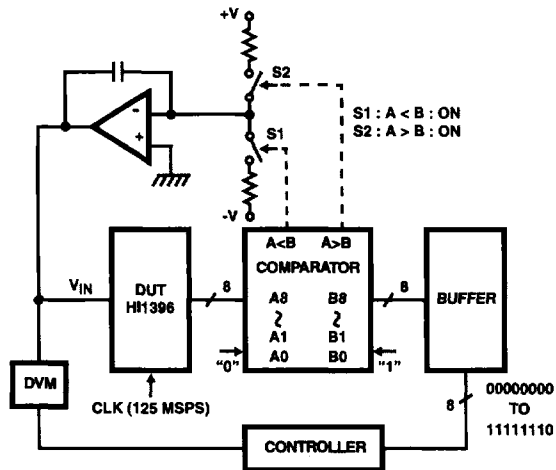 +V
S2
S1 : A < B : ON
S2 : A > B : ON
-
+
S1
-V
A<B A>B
COMPARATOR
DUT
HI1396
8
A8 B8
A1 B1
A0 B0
8
BUFFER
VIN
"0"
"1"
DVM
CLK (125 MSPS)
8
00000000
TO
11111110
CONTROLLER